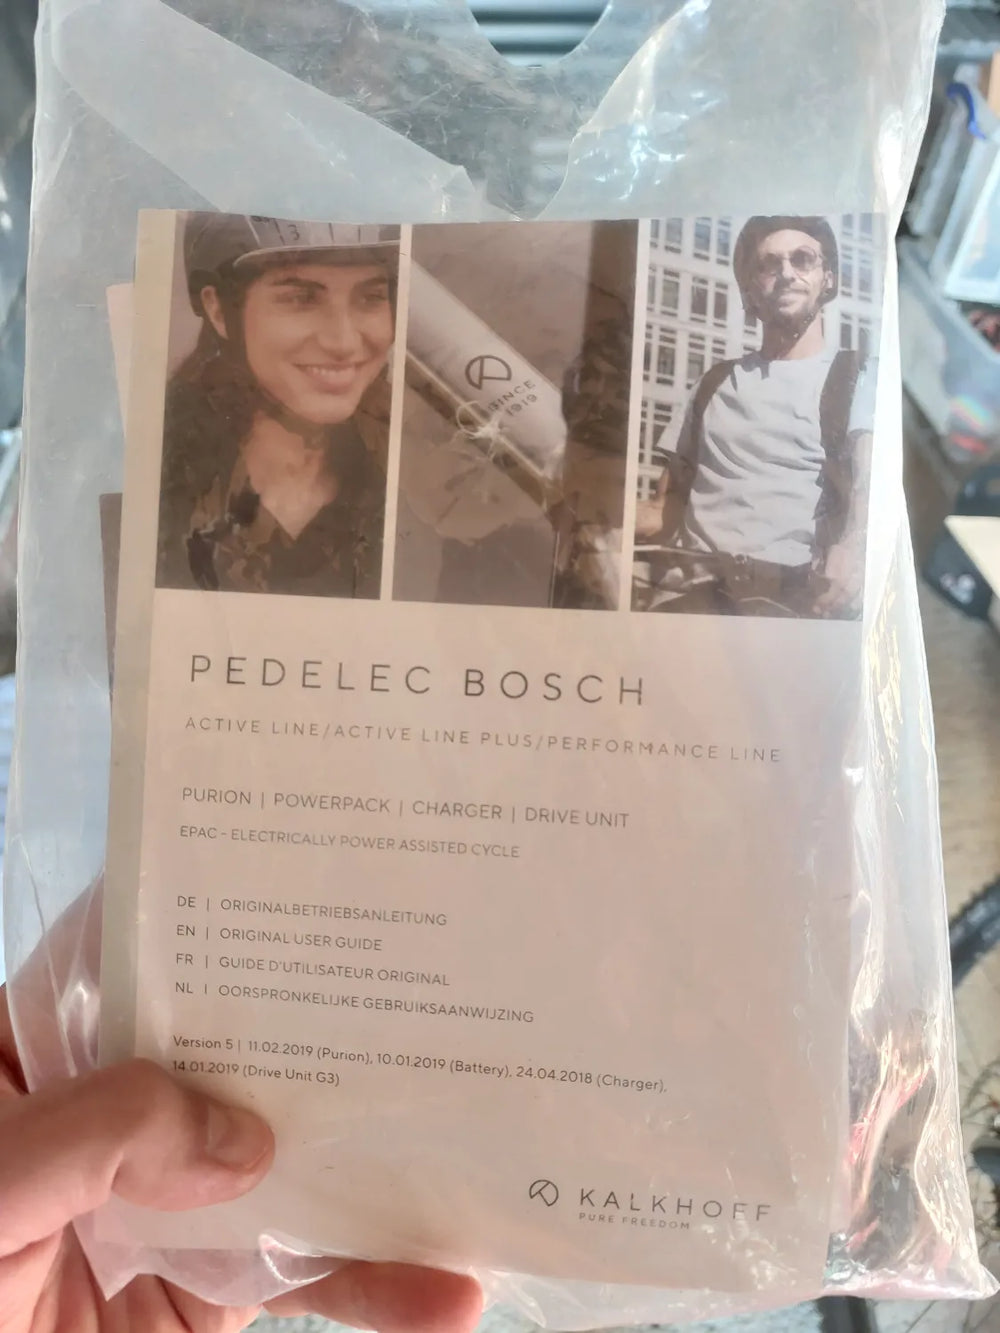 SINCE
1919
PEDELEC BOSCH
ACTIVE LINE/ACTIVE LINE PLUS/PERFORMANCE LINE
PURION | POWERPACK | CHARGER | DRIVE UNIT
EPAC - ELECTRICALLY POWER ASSISTED CYCLE
DE | ORIGINALBETRIEBSANLEITUNG
EN | ORIGINAL USER GUIDE
FR | GUIDE D'UTILISATEUR ORIGINAL
NL | OORSPRONKELIJKE GEBRUIKSAANWIJZING
Version 5 | 11.02.2019 (Purion), 10.01.2019 (Battery), 24.04.2018 (Charger),
14.01.2019 (Drive Unit G3)
KALKHOFF
PURE FREEDOM